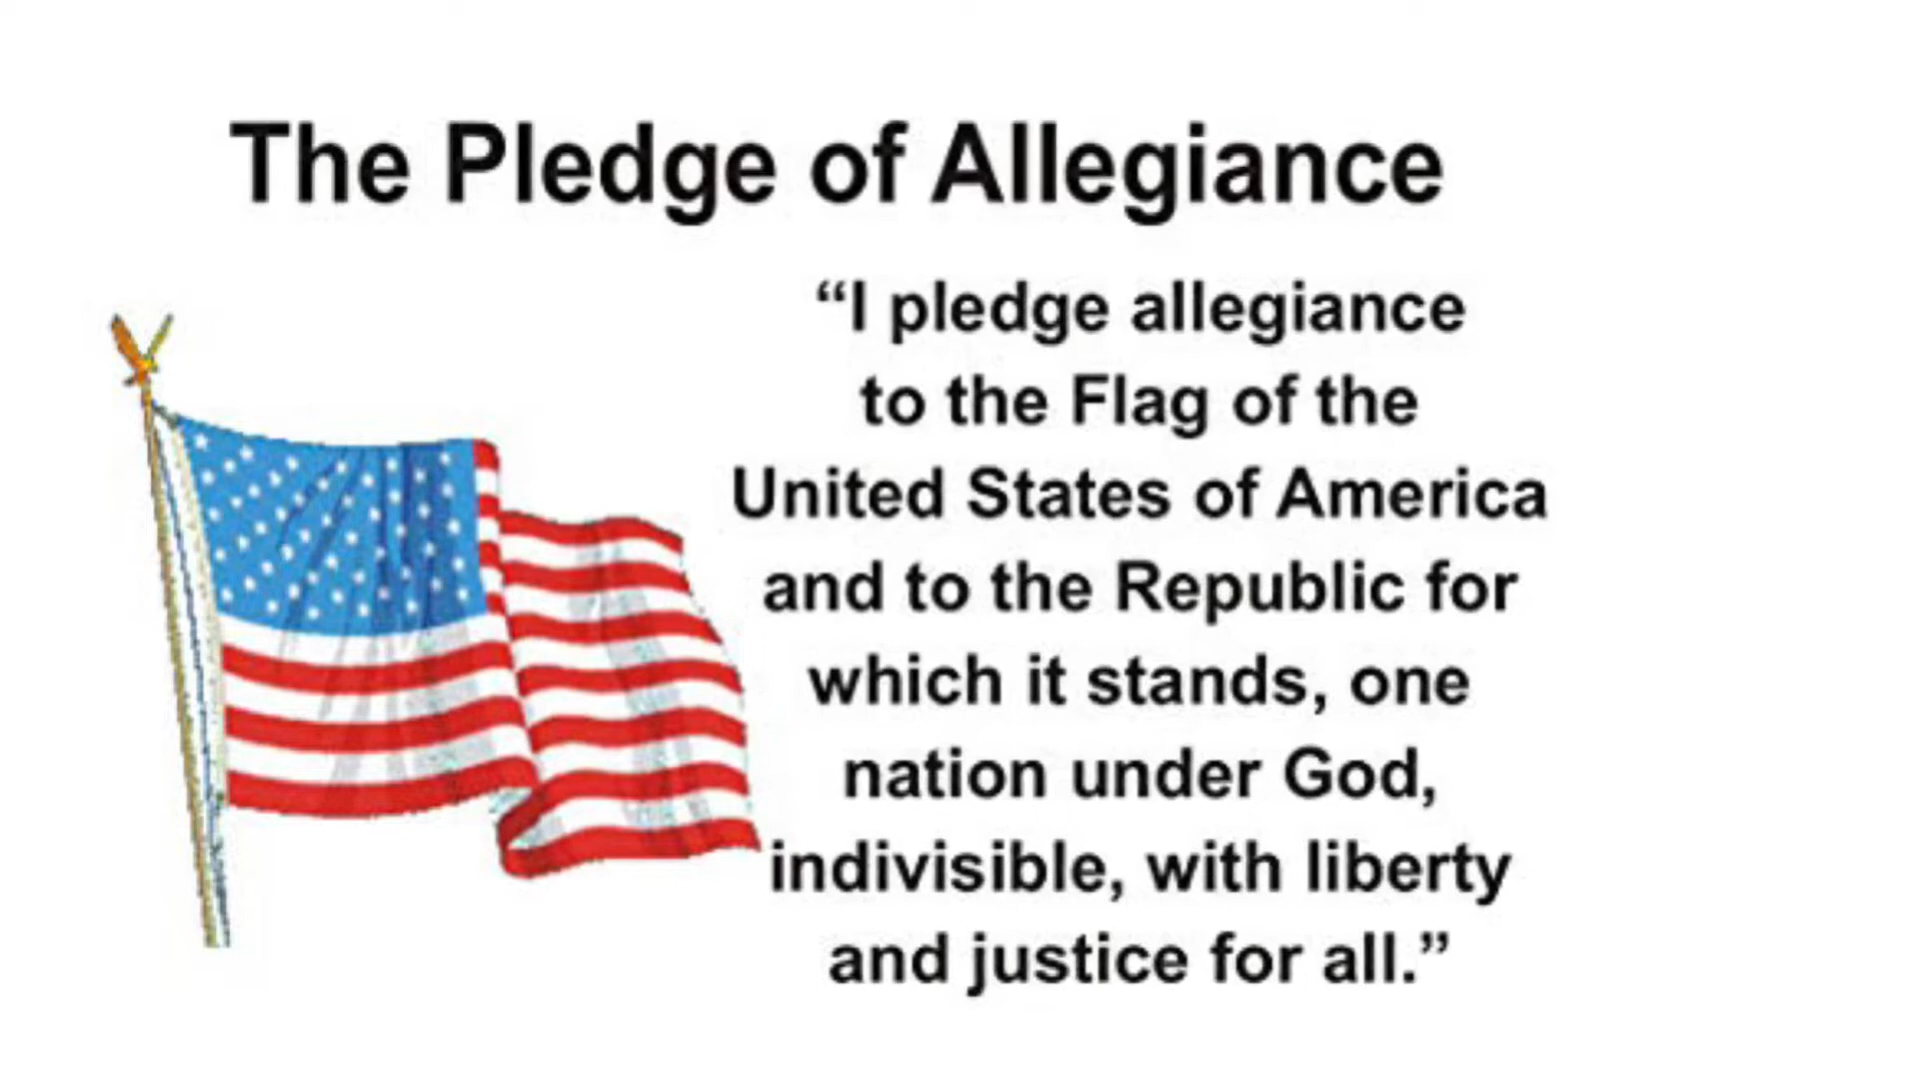 The Pledge of Allegiance
“I pledge allegiance
to the Flag of the
United States of America
and to the Republic for
which it stands, one
nation under God,
indivisible, with liberty
and justice for all.”